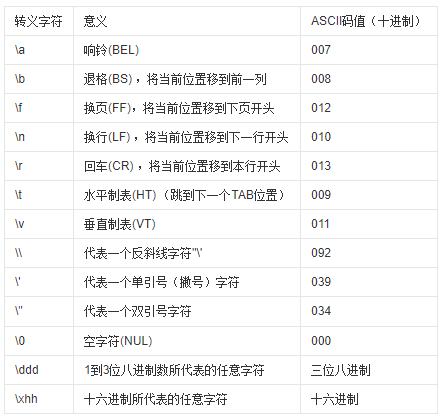 转义字符 意义 ASCII码值（十进制）
\a 响铃(BEL) 007
\b 退格(BS) ，将当前位置移到前一列 008
\f 换页(FF)，将当前位置移到下页开头 012
\n 换行(LF) ，将当前位置移到下一行开头 010
\r 回车(CR) ，将当前位置移到本行开头 013
\t 水平制表(HT) （跳到下一个TAB位置） 009
\v 垂直制表(VT) 011
\\ 代表一个反斜线字符''\' 092
\' 代表一个单引号（撇号）字符 039
\" 代表一个双引号字符 034
\0 空字符(NUL) 000
\ddd 1到3位八进制数所代表的任意字符 三位八进制
\xhh 十六进制所代表的任意字符 十六进制